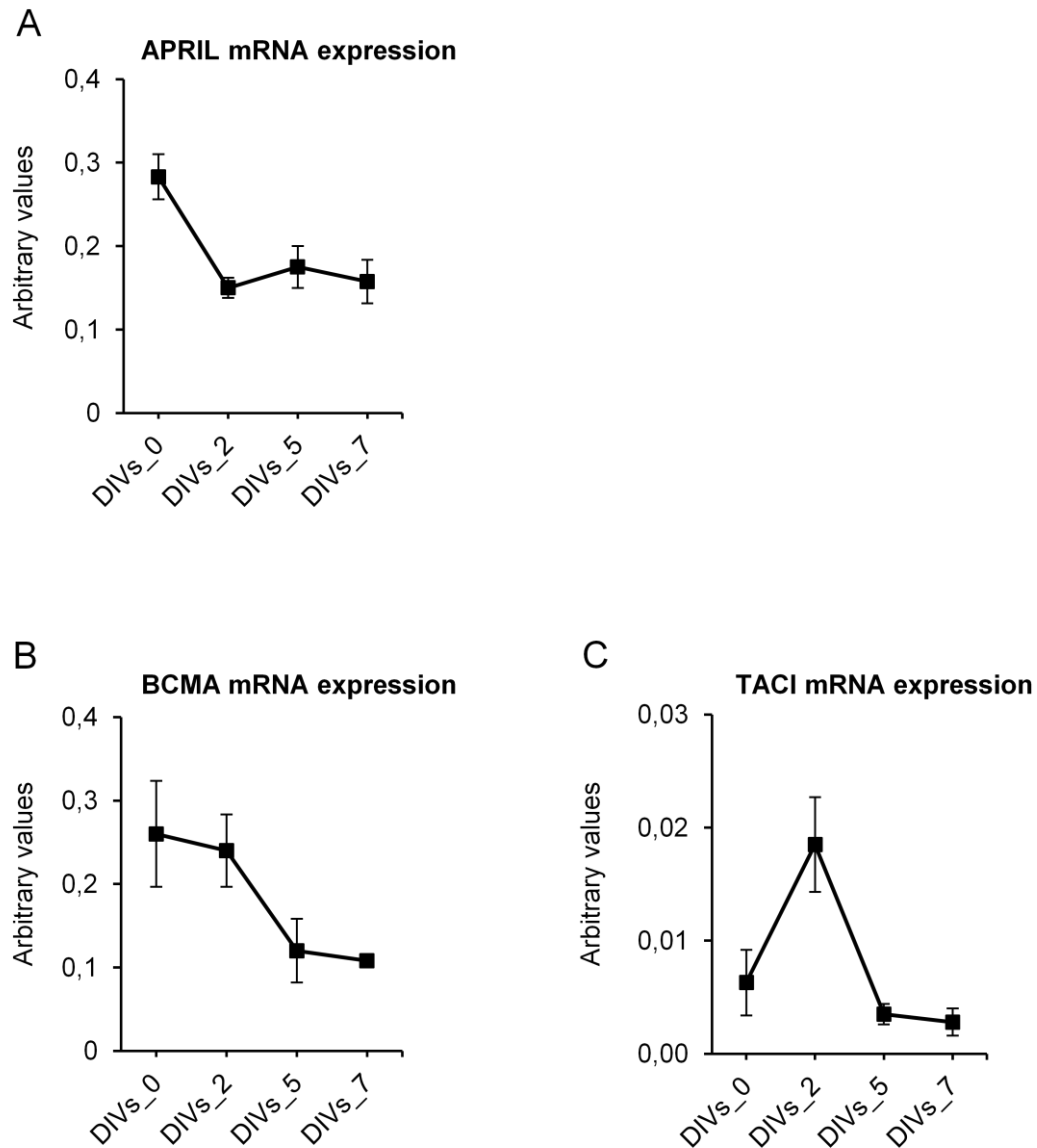 A
APRIL mRNA expression
0,4
0,3
0,2
0,1
0
Arbitrary values
DIVs_0
DIVs_2
DIVs_5
DIVs_7
B
BCMA mRNA expression
0,4
0,3
0,2
0,1
0
Arbitrary values
DIVs_0
DIVs_2
DIVs_5
DIVs_7
C
TACI mRNA expression
0,03
0,02
0,01
0,00
Arbitrary values
DIVs_0
DIVs_2
DIVs_5
DIVs_7